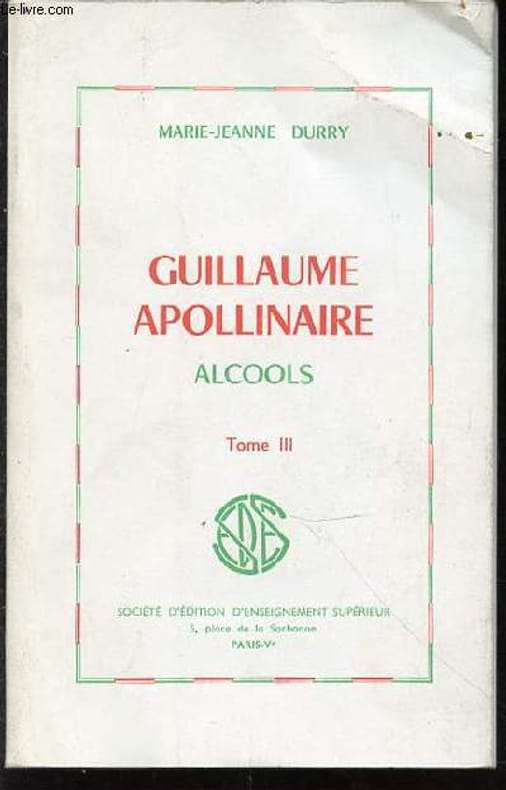 Le-livre.com
MARIE-JEANNE DURRY
GUILLAUME
APOLLINAIRE
ALCOOLS
Tome III
SEDES
SOCIÉTÉ D'ÉDITION D'ENSEIGNEMENT SUPÉRIEUR
5, place de la Sorbonne
PARIS-Vᵉ